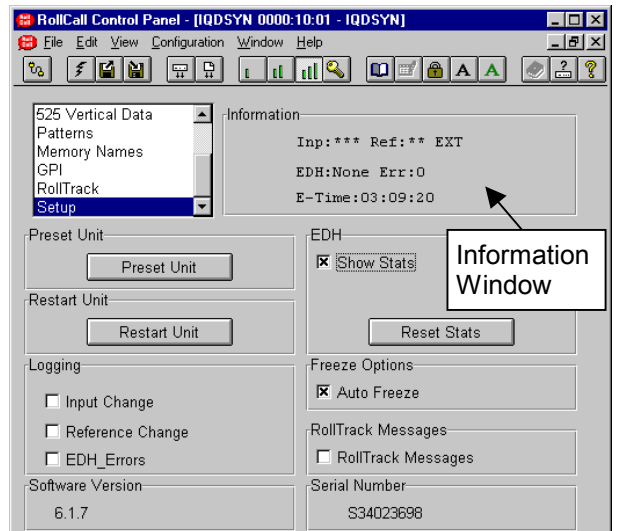 RollCall Control Panel - [IQDSYN 0000:10:01 - IQDSYN]
File Edit View Configuration Window Help
A A
525 Vertical Data
Patterns
Memory Names
GPI
RollTrack
Setup
Information
Inp:*** Ref:** EXT
EDH:None Err:0
E-Time:03:09:20
Information
Window
Preset Unit
Preset Unit
EDH
Show Stats
Reset Stats
Restart Unit
Restart Unit
Logging
Input Change
Reference Change
EDH_Errors
Freeze Options
Auto Freeze
RollTrack Messages
RollTrack Messages
Software Version
6.1.7
Serial Number
S34023698